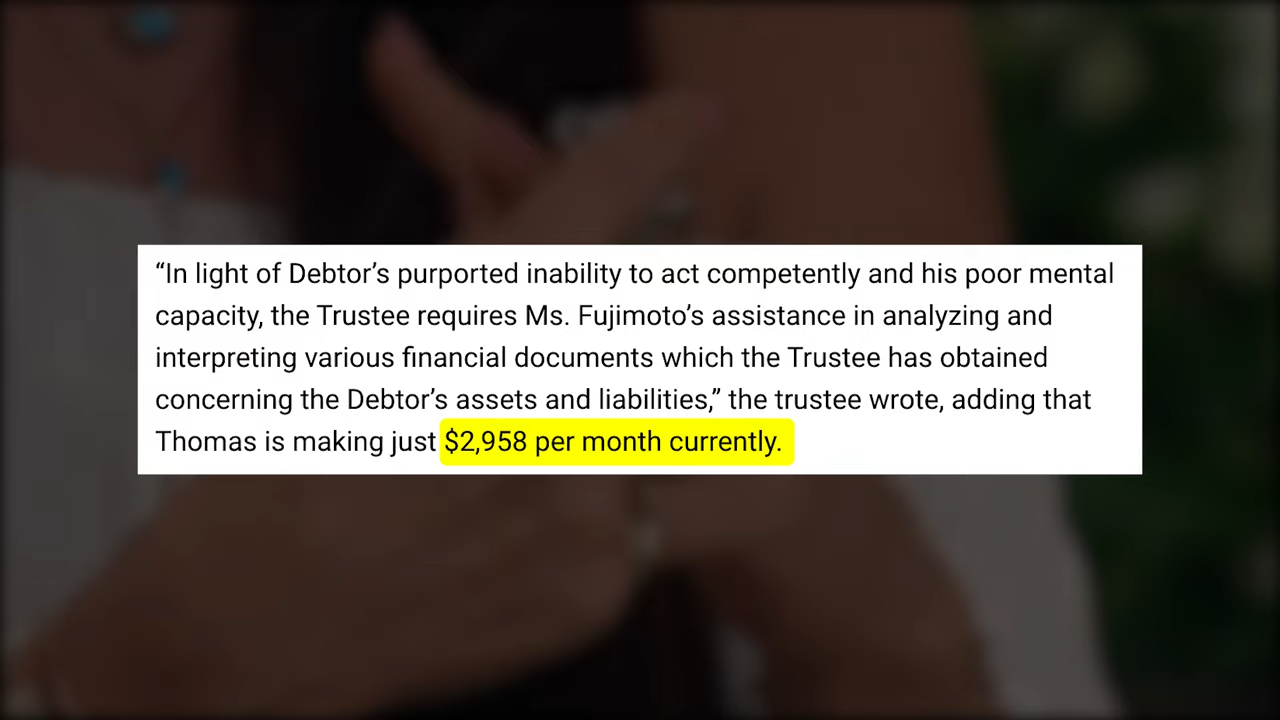 “In light of Debtor’s purported inability to act competently and his poor mental
capacity, the Trustee requires Ms. Fujimoto’s assistance in analyzing and
interpreting various financial documents which the Trustee has obtained
concerning the Debtor’s assets and liabilities,” the trustee wrote, adding that
Thomas is making just $2,958 per month currently.